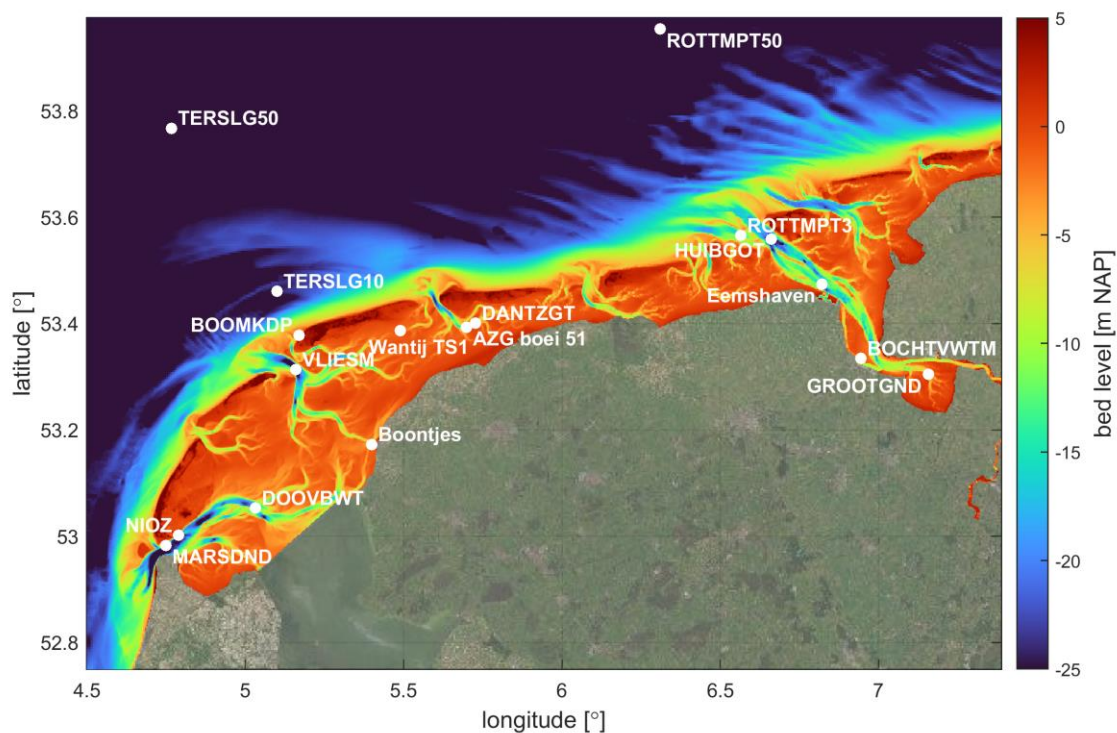 ROTTMPT50
TERSLG50
ROTTMPT3
HUIBGOT
TERSLG10
Eemshaven
BOOMKDP
DANTZGT
Wantij TS1
AZG boei 51
VLIESM
BOCHTVWTM
GROOTGND
Boontjes
DOOVBWT
NIOZ
MARSDND
53.8
53.6
53.4
53.2
53
52.8
latitude [°]
4.5 5 5.5 6 6.5 7
longitude [°]
5
0
-5
-10
-15
-20
-25
bed level [m NAP]